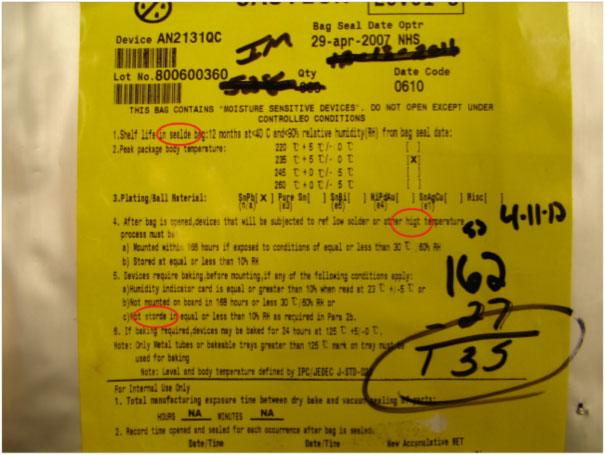 CAUTION LEVEL 3
Bag Seal Date Optr
Device AN2131QC
IM
29-apr-2007 NHS
Lot No.800600360
Qty
Date Code
0610
THIS BAG CONTAINS "MOISTURE SENSITIVE DEVICES". DO NOT OPEN EXCEPT UNDER
CONTROLLED CONDITIONS
1.Shelf life in sealde bag:12 months at<40 C and<90% relative humidity(RH) from bag seal date:
2.Peak package body temperature:
220 ℃ + 5 ℃/- 0 ℃ [ ]
235 ℃ + 5 ℃/- 0 ℃ [X]
245 ℃ + 0 ℃/- 5 ℃ [ ]
260 ℃ + 0 ℃/- 5 ℃ [ ]
3.Plating/Ball Material: SnPb[X] Pure Sn[ ] SnBi[ ] NiPdAu[ ] SnAgCu[ ] Misc[ ]
(n/a) (e3) (e5) (e4) (e1)
4. After bag is opened,devices that will be subjected to ref low solder or other higt temperature
process must be
4-11-13
a) Mounted within 168 hours if exposed to conditions of equal or less than 30 ℃ /60% RH
b) Stored at equal or less than 10% RH
162
5. Devices require baking,before mounting,if any of the following conditions apply:
a)Humidity indicator card is equal or greater than 10% when read at 23 ℃ +/-5 ℃ or
b)Not mounted on board in 168 hours or less 30 ℃/60% RH or
- 27
c)Not storde in equal or less than 10% RH as required in Para 2b.
6. If baking required,devices may be baked for 24 hours at 125 ℃ +5/-0 ℃.
135
Note: Only Metal tubes or bakeable trays greater than 125 ℃ mark on tray must be
used for baking
Note: Level and body temperature defined by IPC/JEDEC J-STD-020
For Internal Use Only
1. Total manufacturing exposure time between dry bake and vacuum sealing of parts:
HOURS NA MINUTES NA
2. Record time opened and sealed for each occurrence after bag is sealed.
Date/Time Date/Time New Accumulative MET